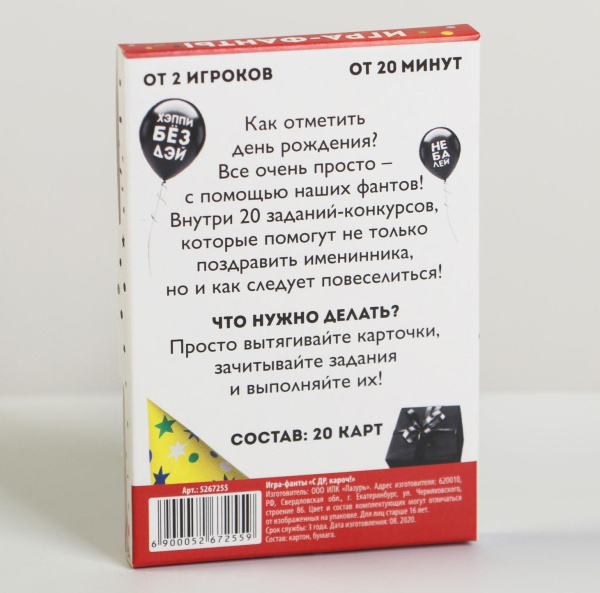 ИГРА-ФАНТЫ
ОТ 2 ИГРОКОВ
ОТ 20 МИНУТ
ХЭППИ
БЁЗ
ДЭЙ
НЕ
БА
ЛЕЙ
Как отметить
день рождения?
Все очень просто –
с помощью наших фантов!
Внутри 20 заданий-конкурсов,
которые помогут не только
поздравить именинника,
но и как следует повеселиться!
ЧТО НУЖНО ДЕЛАТЬ?
Просто вытягивайте карточки,
зачитывайте задания
и выполняйте их!
СОСТАВ: 20 КАРТ
Арт.: 5267255
6 900052 672559
Игра-фанты «С ДР, кароч!»
Изготовитель: ООО ИПК «Лазурь». Адрес изготовителя: 620010,
РФ, Свердловская обл., г. Екатеринбург, ул. Черняховского,
строение 86. Цвет и состав комплектующих могут отличаться
от изображенных на упаковке. Для лиц старше 16 лет.
Срок службы: 3 года. Дата изготовления: 08. 2020.
Состав: картон, бумага.